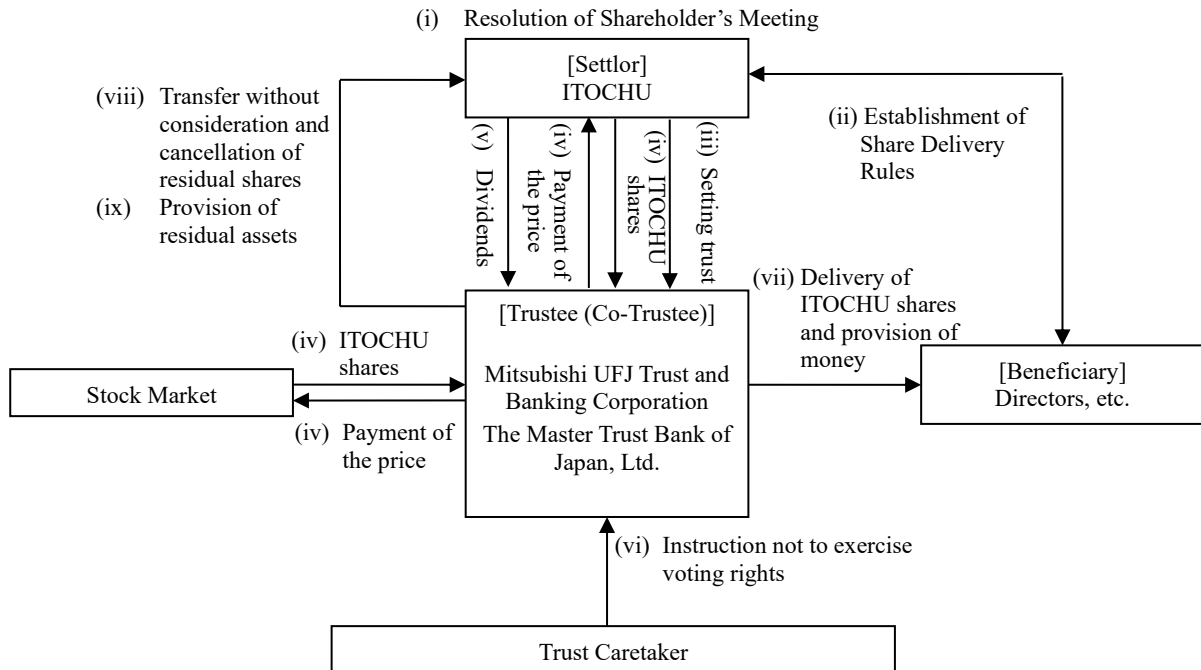 (i) Resolution of Shareholder’s Meeting
[Settlor]
ITOCHU
(viii) Transfer without
consideration and
cancellation of
residual shares
(ix) Provision of
residual assets
(v) Dividends
(iv) Payment of
the price
(iv) ITOCHU
shares
(iii) Setting trust
(ii) Establishment of
Share Delivery
Rules
[Trustee (Co-Trustee)]
Mitsubishi UFJ Trust and
Banking Corporation
The Master Trust Bank of
Japan, Ltd.
(vii) Delivery of
ITOCHU shares
and provision of
money
[Beneficiary]
Directors, etc.
(iv) ITOCHU
shares
Stock Market
(iv) Payment of
the price
(vi) Instruction not to exercise
voting rights
Trust Caretaker